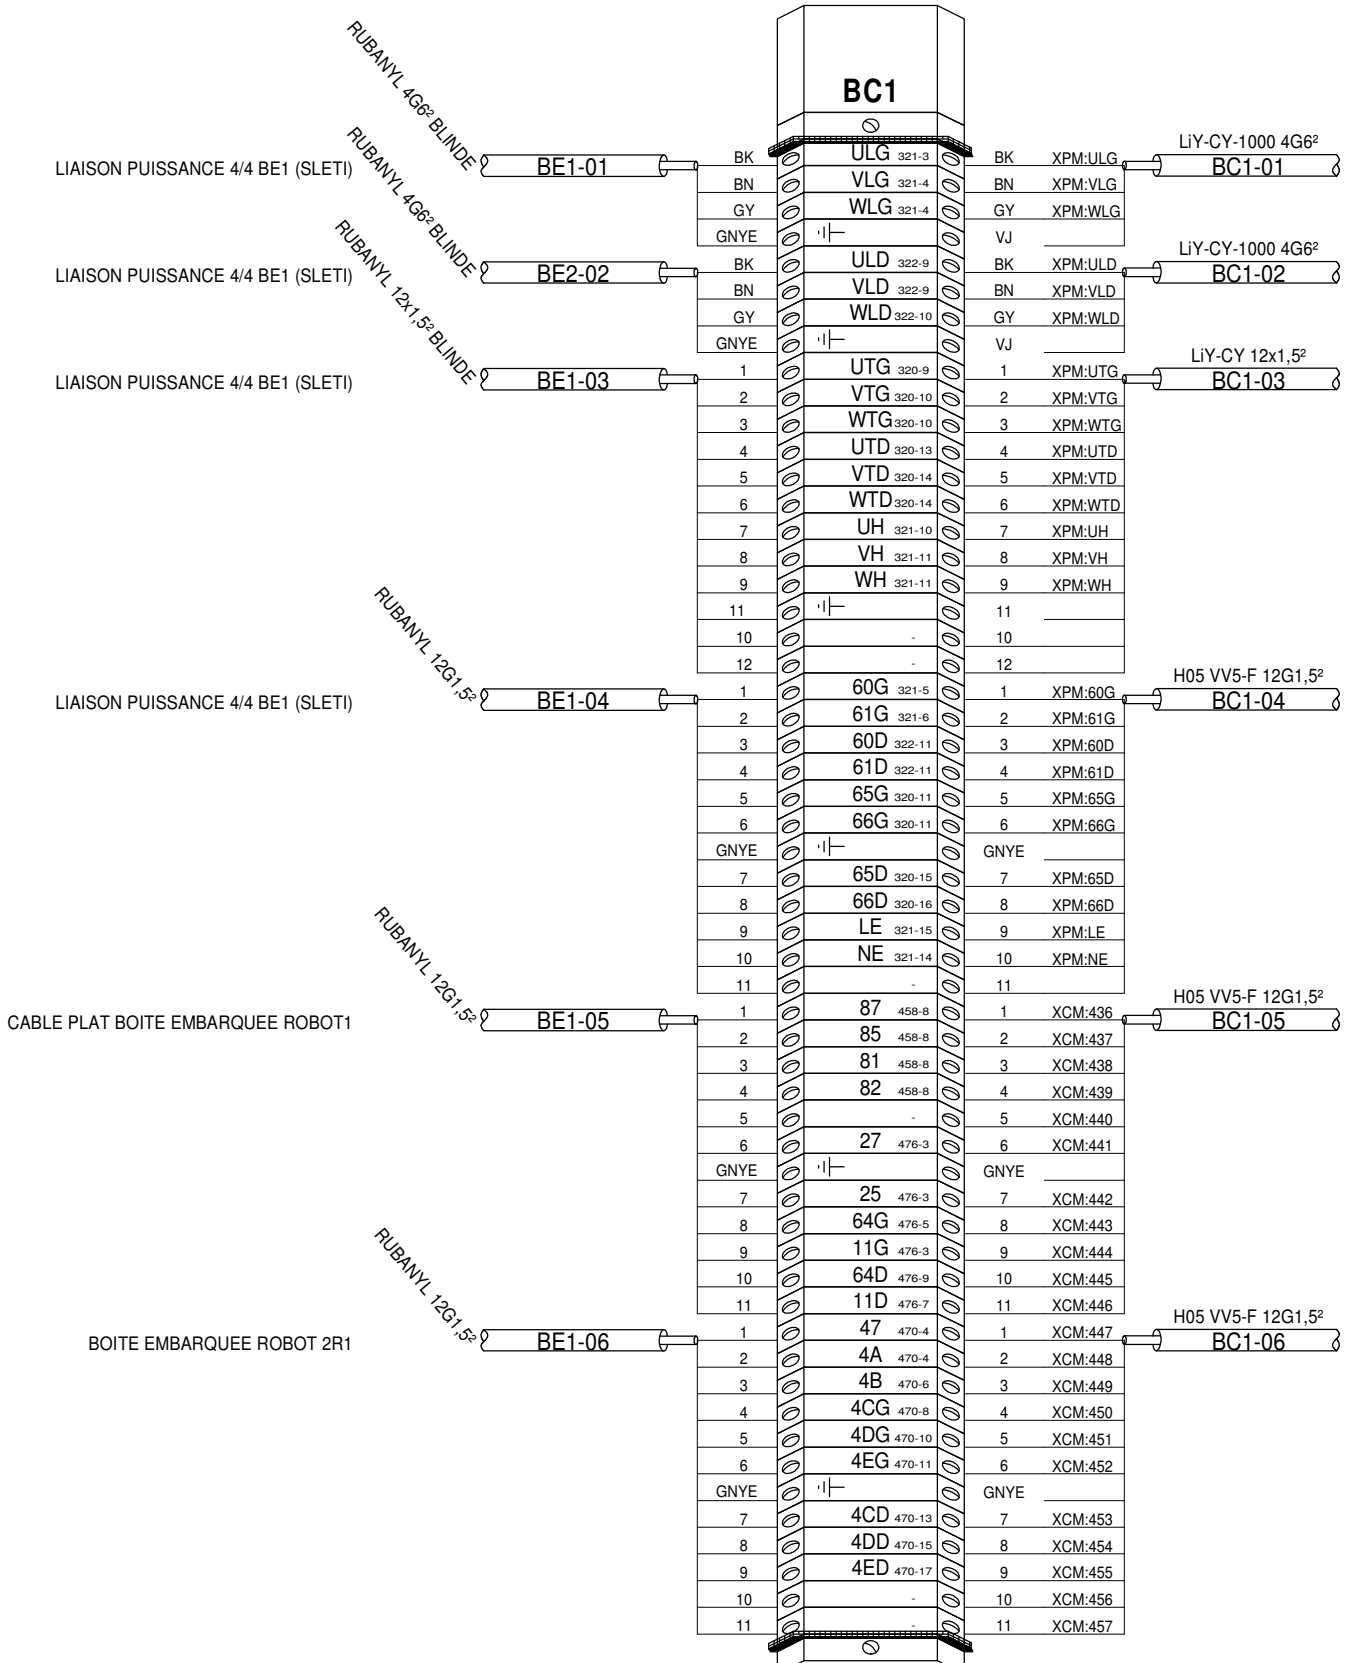 BC1
RUBANYL 4G6² BLINDE
LIAISON PUISSANCE 4/4 BE1 (SLETI) BE1-01 BK ULG 321-3 BK XPM:ULG LiY-CY-1000 4G6² BC1-01
BN VLG 321-4 BN XPM:VLG
GY WLG 321-4 GY XPM:WLG
GNYE VJ
RUBANYL 4G6² BLINDE
LIAISON PUISSANCE 4/4 BE1 (SLETI) BE2-02 BK ULD 322-9 BK XPM:ULD LiY-CY-1000 4G6² BC1-02
BN VLD 322-9 BN XPM:VLD
GY WLD 322-10 GY XPM:WLD
GNYE VJ
RUBANYL 12x1,5² BLINDE
LIAISON PUISSANCE 4/4 BE1 (SLETI) BE1-03 1 UTG 320-9 1 XPM:UTG LiY-CY 12x1,5² BC1-03
2 VTG 320-10 2 XPM:VTG
3 WTG 320-10 3 XPM:WTG
4 UTD 320-13 4 XPM:UTD
5 VTD 320-14 5 XPM:VTD
6 WTD 320-14 6 XPM:WTD
7 UH 321-10 7 XPM:UH
8 VH 321-11 8 XPM:VH
9 WH 321-11 9 XPM:WH
11 11
10 - 10
12 - 12
RUBANYL 12G1,5²
LIAISON PUISSANCE 4/4 BE1 (SLETI) BE1-04 1 60G 321-5 1 XPM:60G H05 VV5-F 12G1,5² BC1-04
2 61G 321-6 2 XPM:61G
3 60D 322-11 3 XPM:60D
4 61D 322-11 4 XPM:61D
5 65G 320-11 5 XPM:65G
6 66G 320-11 6 XPM:66G
GNYE GNYE
7 65D 320-15 7 XPM:65D
8 66D 320-16 8 XPM:66D
9 LE 321-15 9 XPM:LE
10 NE 321-14 10 XPM:NE
11 - 11
RUBANYL 12G1,5²
CABLE PLAT BOITE EMBARQUEE ROBOT1 BE1-05 1 87 458-8 1 XCM:436 H05 VV5-F 12G1,5² BC1-05
2 85 458-8 2 XCM:437
3 81 458-8 3 XCM:438
4 82 458-8 4 XCM:439
5 - 5 XCM:440
6 27 476-3 6 XCM:441
GNYE GNYE
7 25 476-3 7 XCM:442
8 64G 476-5 8 XCM:443
9 11G 476-3 9 XCM:444
10 64D 476-9 10 XCM:445
11 11D 476-7 11 XCM:446
RUBANYL 12G1,5²
BOITE EMBARQUEE ROBOT 2R1 BE1-06 1 47 470-4 1 XCM:447 H05 VV5-F 12G1,5² BC1-06
2 4A 470-4 2 XCM:448
3 4B 470-6 3 XCM:449
4 4CG 470-8 4 XCM:450
5 4DG 470-10 5 XCM:451
6 4EG 470-11 6 XCM:452
GNYE GNYE
7 4CD 470-13 7 XCM:453
8 4DD 470-15 8 XCM:454
9 4ED 470-17 9 XCM:455
10 - 10 XCM:456
11 - 11 XCM:457